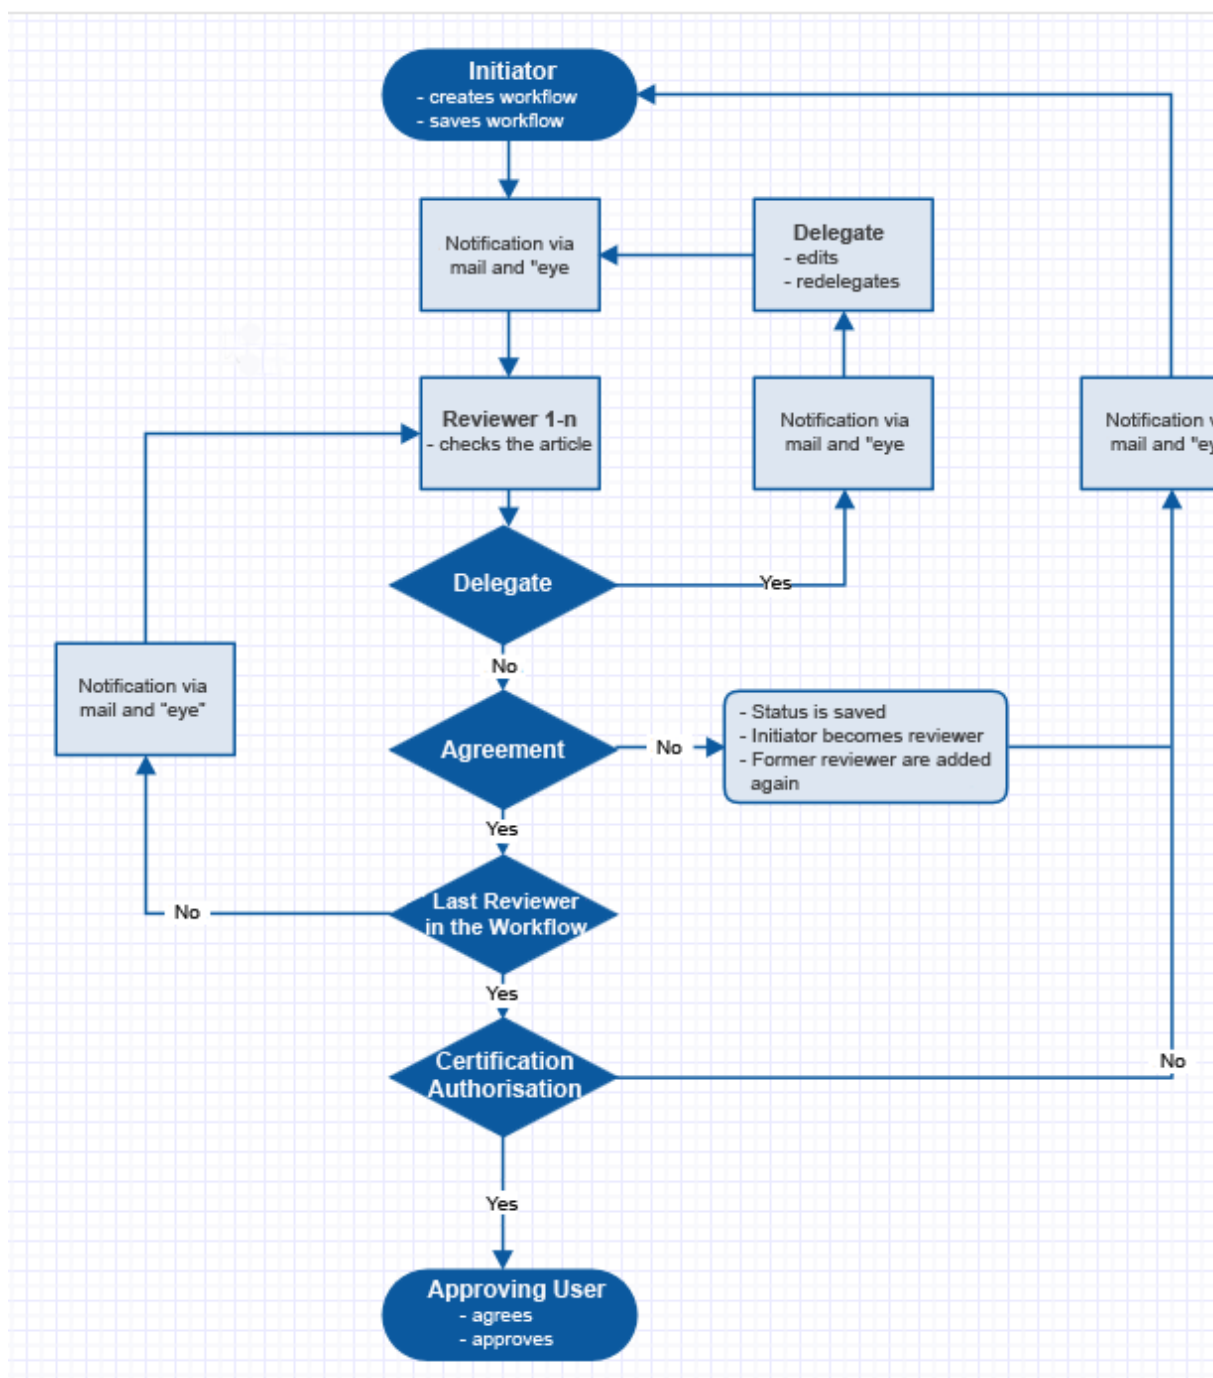 Initiator
- creates workflow
- saves workflow
Notification via
mail and "eye
Delegate
- edits
- redelegates
Reviewer 1-n
- checks the article
Notification via
mail and "eye
Notification
mail and
Delegate
Yes
No
Notification via
mail and “eye"
Agreement
No
- Status is saved
- Initiator becomes reviewer
- Former reviewer are added
again
Yes
Last Reviewer
in the Workflow
No
Yes
Certification
Authorisation
No
Yes
Approving User
- agrees
- approves